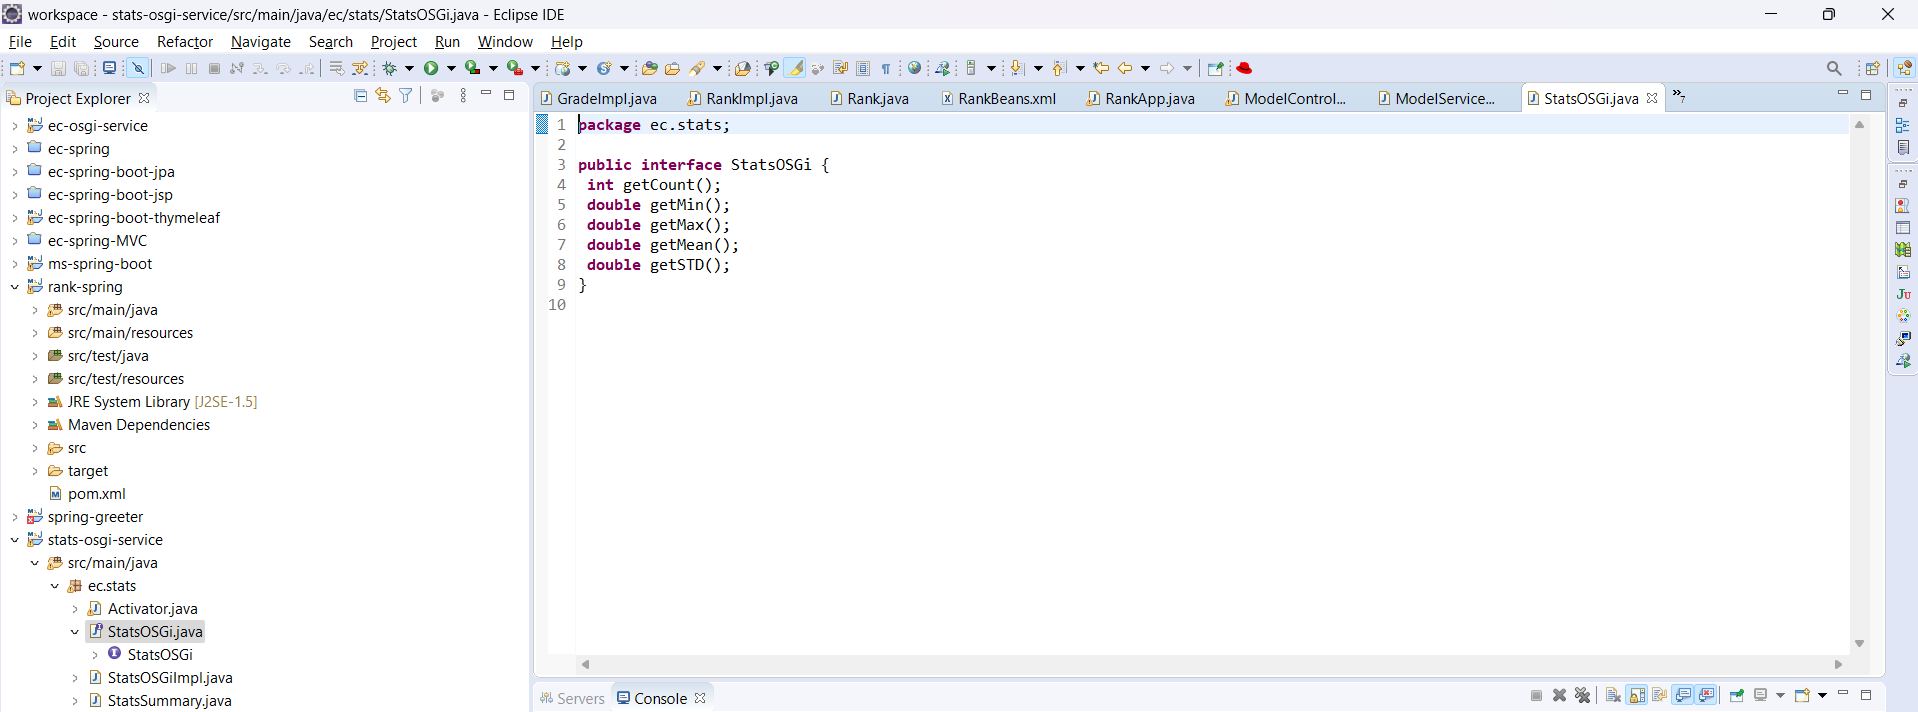 workspace - stats-osgi-service/src/main/java/ec/stats/StatsOSGi.java - Eclipse IDE
File Edit Source Refactor Navigate Search Project Run Window Help
Project Explorer
ec-osgi-service
ec-spring
ec-spring-boot-jpa
ec-spring-boot-jsp
ec-spring-boot-thymeleaf
ec-spring-MVC
ms-spring-boot
rank-spring
src/main/java
src/main/resources
src/test/java
src/test/resources
JRE System Library [J2SE-1.5]
Maven Dependencies
src
target
pom.xml
spring-greeter
stats-osgi-service
src/main/java
ec.stats
Activator.java
StatsOSGi.java
StatsOSGi
StatsOSGiImpl.java
StatsSummary.java
GradeImpl.java RankImpl.java Rank.java RankBeans.xml RankApp.java ModelControl... ModelService... StatsOSGi.java »7
1 package ec.stats;
2
3 public interface StatsOSGi {
4 int getCount();
5 double getMin();
6 double getMax();
7 double getMean();
8 double getSTD();
9 }
10
Servers Console